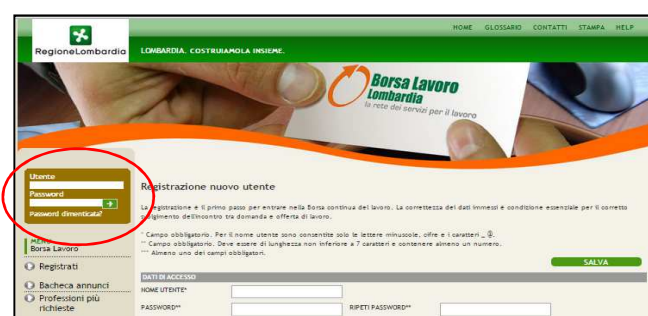 HOME GLOSSARIO CONTATTI STAMPA HELP
RegioneLombardia
LOMBARDIA. COSTRUIAMOLA INSIEME.
Borsa Lavoro
Lombardia
la rete dei servizi per il lavoro
Utente
Password
Password dimenticata?
MENU
Borsa Lavoro
Registrati
Bacheca annunci
Professioni più
richieste
Registrazione nuovo utente
La registrazione è il primo passo per entrare nella Borsa continua del lavoro. La correttezza dei dati immessi è condizione essenziale per il corretto
svolgimento dell'incontro tra domanda e offerta di lavoro.
* Campo obbligatorio. Per il nome utente sono consentite solo le lettere minuscole, cifre e i caratteri _ @.
** Campo obbligatorio. Deve essere di lunghezza non inferiore a 7 caratteri e contenere almeno un numero.
*** Almeno uno dei campi obbligatori.
SALVA
DATI DI ACCESSO
NOME UTENTE*
PASSWORD** RIPETI PASSWORD**